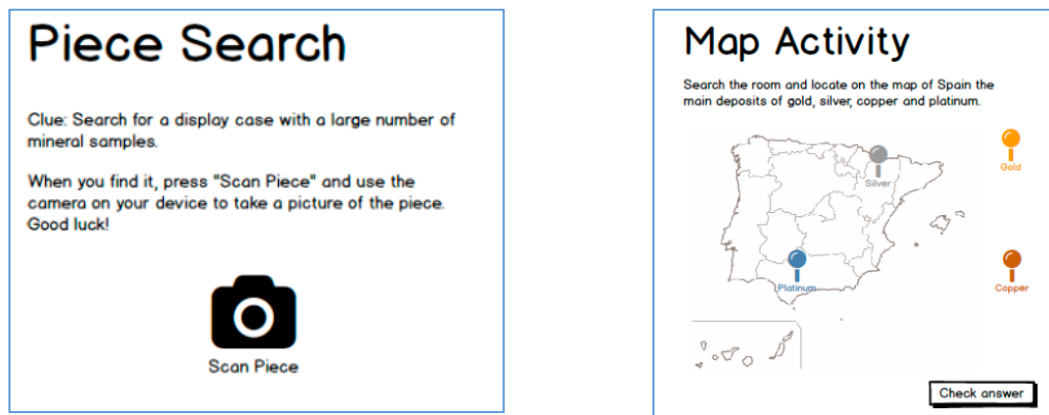 Piece Search
Clue: Search for a display case with a large number of
mineral samples.
When you find it, press "Scan Piece" and use the
camera on your device to take a picture of the piece.
Good luck!
Scan Piece
Map Activity
Search the room and locate on the map of Spain the
main deposits of gold, silver, copper and platinum.
Silver
Gold
Platinum
Copper
Check answer